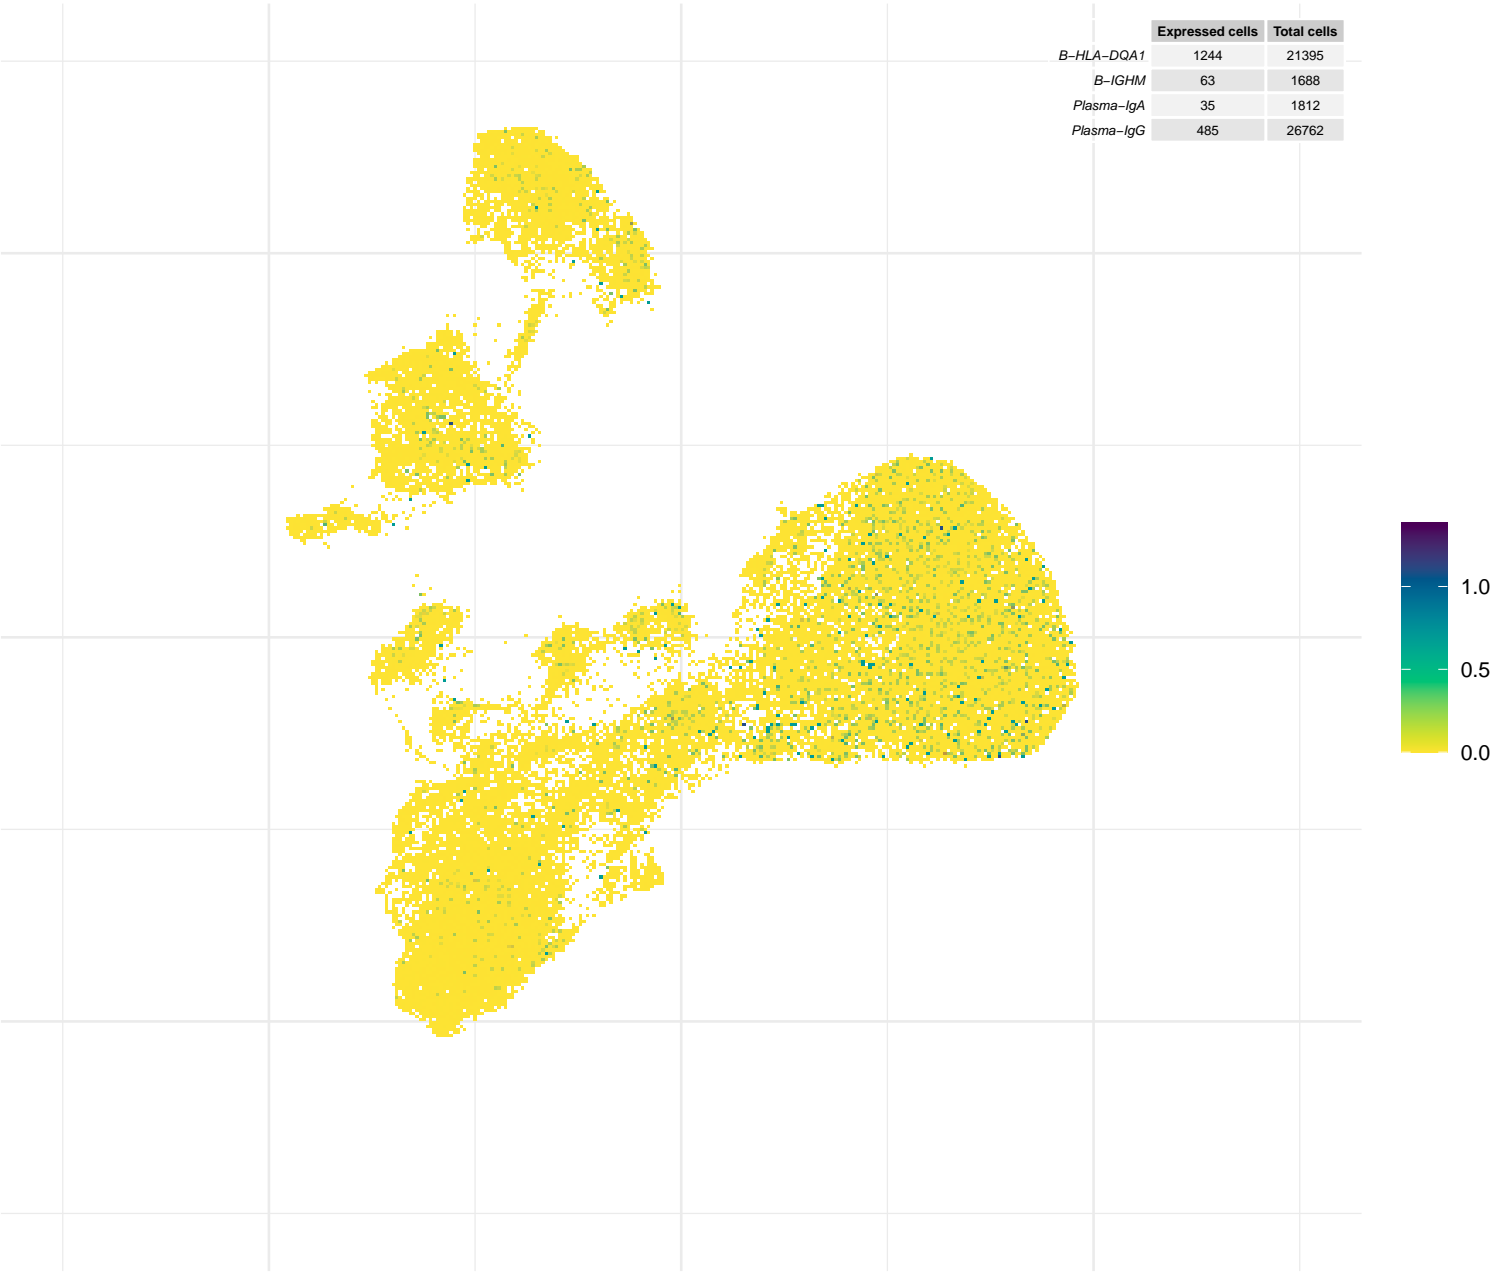 Expressed cells Total cells
B−HLA−DQA1 1244 21395
B−IGHM 63 1688
Plasma−IgA 35 1812
Plasma−IgG 485 26762
1.0
0.5
0.0